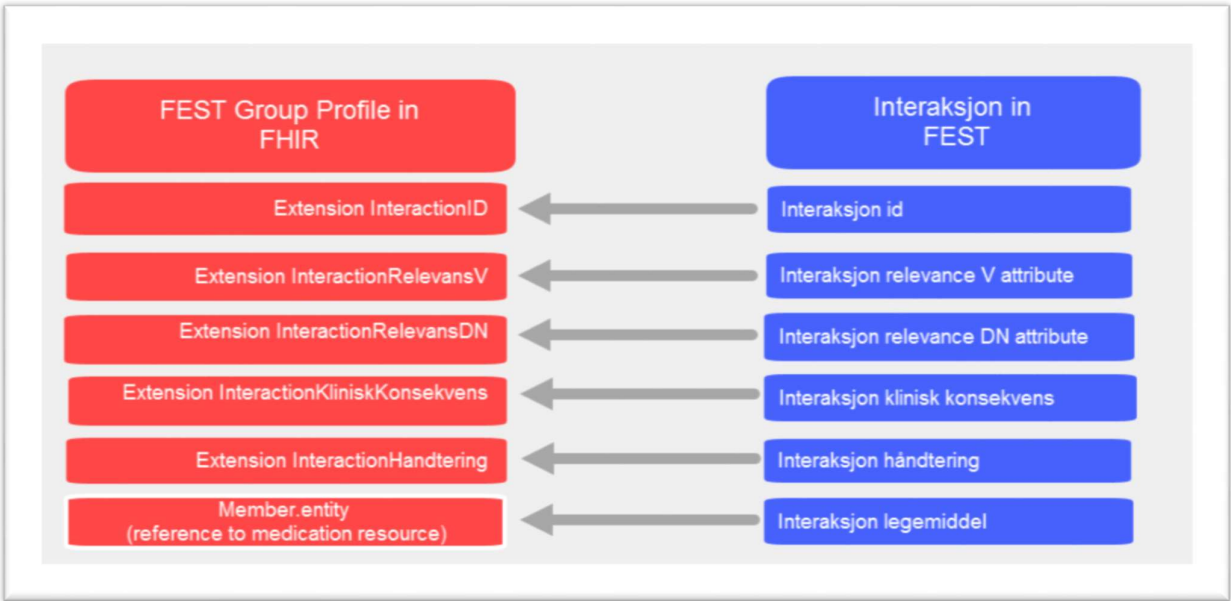 FEST Group Profile in
FHIR
Interaksjon in
FEST
Extension InteractionID
Interaksjon id
Extension InteractionRelevansV
Interaksjon relevance V attribute
Extension InteractionRelevansDN
Interaksjon relevance DN attribute
Extension InteractionKliniskKonsekvens
Interaksjon klinisk konsekvens
Extension InteractionHandtering
Interaksjon håndtering
Member.entity
(reference to medication resource)
Interaksjon legemiddel